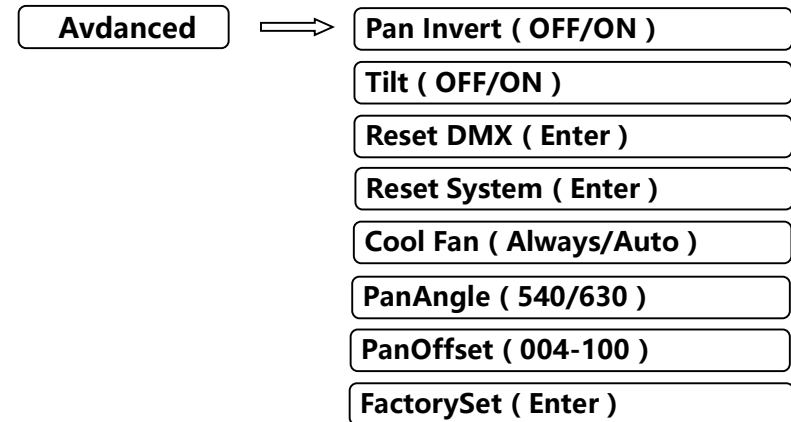 Avdanced
Pan Invert ( OFF/ON )
Tilt ( OFF/ON )
Reset DMX ( Enter )
Reset System ( Enter )
Cool Fan ( Always/Auto )
PanAngle ( 540/630 )
PanOffset ( 004-100 )
FactorySet ( Enter )